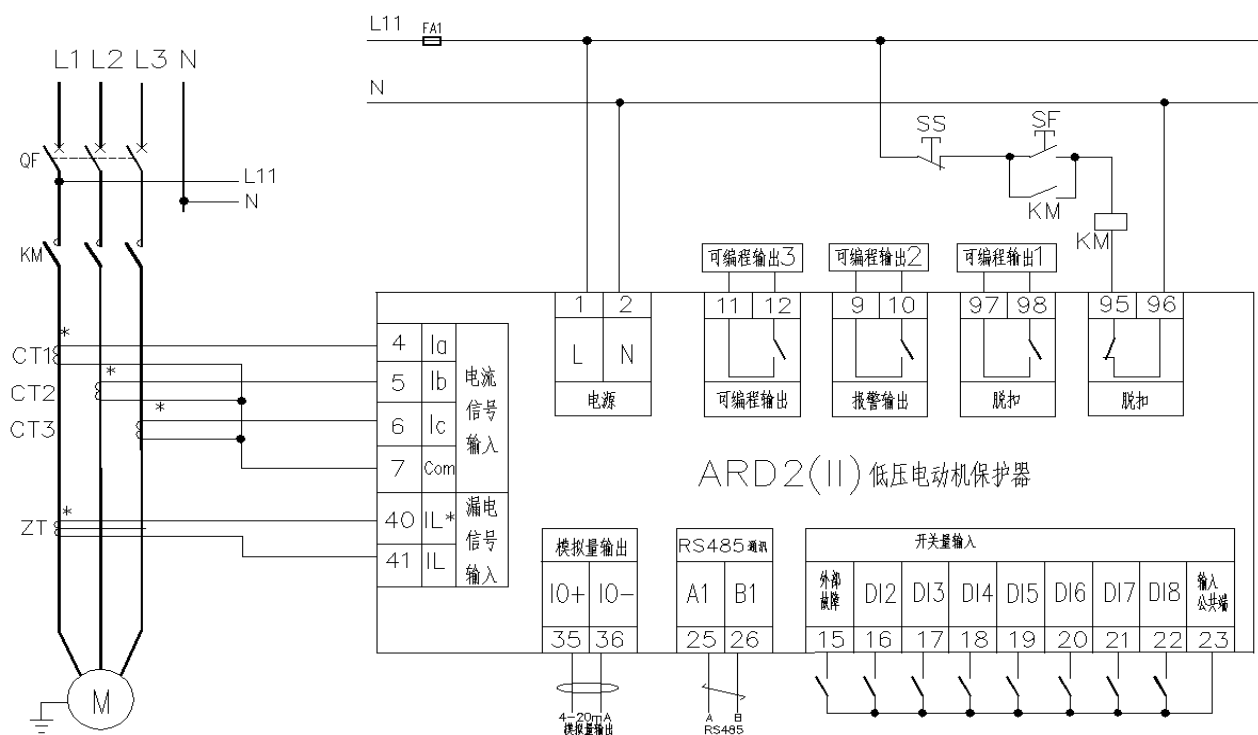 L1 L2 L3 N
QF
L11
N
KM
CT1
CT2
CT3
ZT
M
*
*
*
*
L11
FA1
N
SS
SF
KM
KM
可编程输出3
可编程输出2
可编程输出1
1 2
L N
电源
11 12
可编程输出
9 10
报警输出
97 98
脱扣
95 96
脱扣
4 Ia
5 Ib
6 Ic
7 Com
电流信号输入
40 IL*
41 IL
漏电信号输入
ARD2(II)低压电动机保护器
模拟量输出
IO+ IO-
35 36
4-20mA
模拟量输出
RS485通讯
A1 B1
25 26
A B
RS485
开关量输入
外部故障 DI2 DI3 DI4 DI5 DI6 DI7 DI8 输入公共端
15 16 17 18 19 20 21 22 23